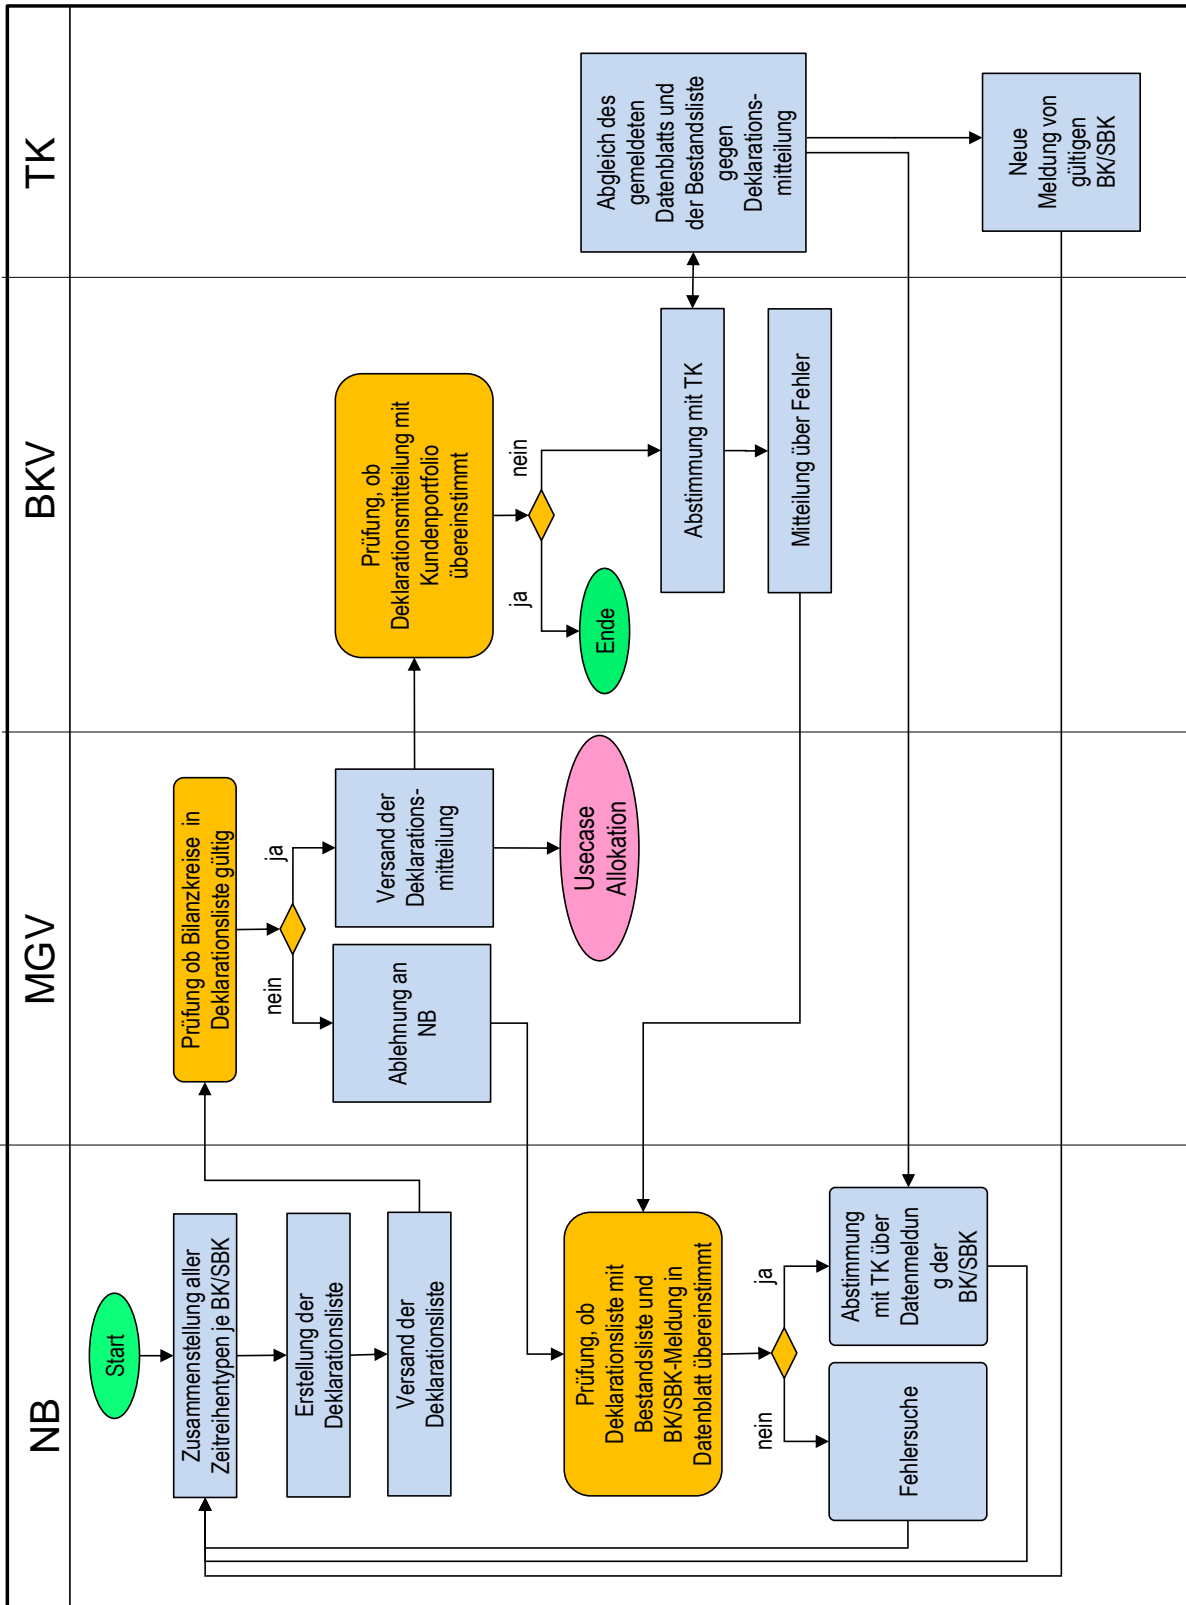 NB
MGV
BKV
TK
Start
Zusammenstellung aller
Zeitreihentypen je BK/SBK
Erstellung der
Deklarationsliste
Versand der
Deklarationsliste
Prüfung ob Bilanzkreise in
Deklarationsliste gültig
nein
ja
Ablehnung an
NB
Versand der
Deklarations-
mitteilung
Usecase
Allokation
Prüfung, ob
Deklarationsmitteilung mit
Kundenportfolio
übereinstimmt
ja
nein
Ende
Abstimmung mit TK
Mitteilung über Fehler
Abgleich des
gemeldeten
Datenblatts und
der Bestandsliste
gegen
Deklarations-
mitteilung
Neue
Meldung von
gültigen
BK/SBK
Prüfung, ob
Deklarationsliste mit
Bestandsliste und
BK/SBK-Meldung in
Datenblatt übereinstimmt
nein
ja
Fehlersuche
Abstimmung
mit TK über
Datenmeldun
g der
BK/SBK